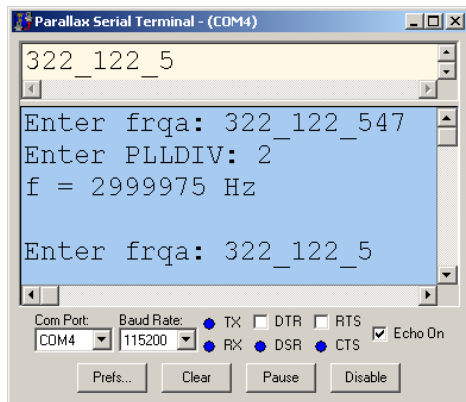 Parallax Serial Terminal - (COM4)
322_122_5
Enter frqa: 322_122_547
Enter PLLDIV: 2
f = 2999975 Hz
Enter frqa: 322_122_5
Com Port: Baud Rate: TX DTR RTS
COM4 115200 RX DSR CTS Echo On
Prefs... Clear Pause Disable